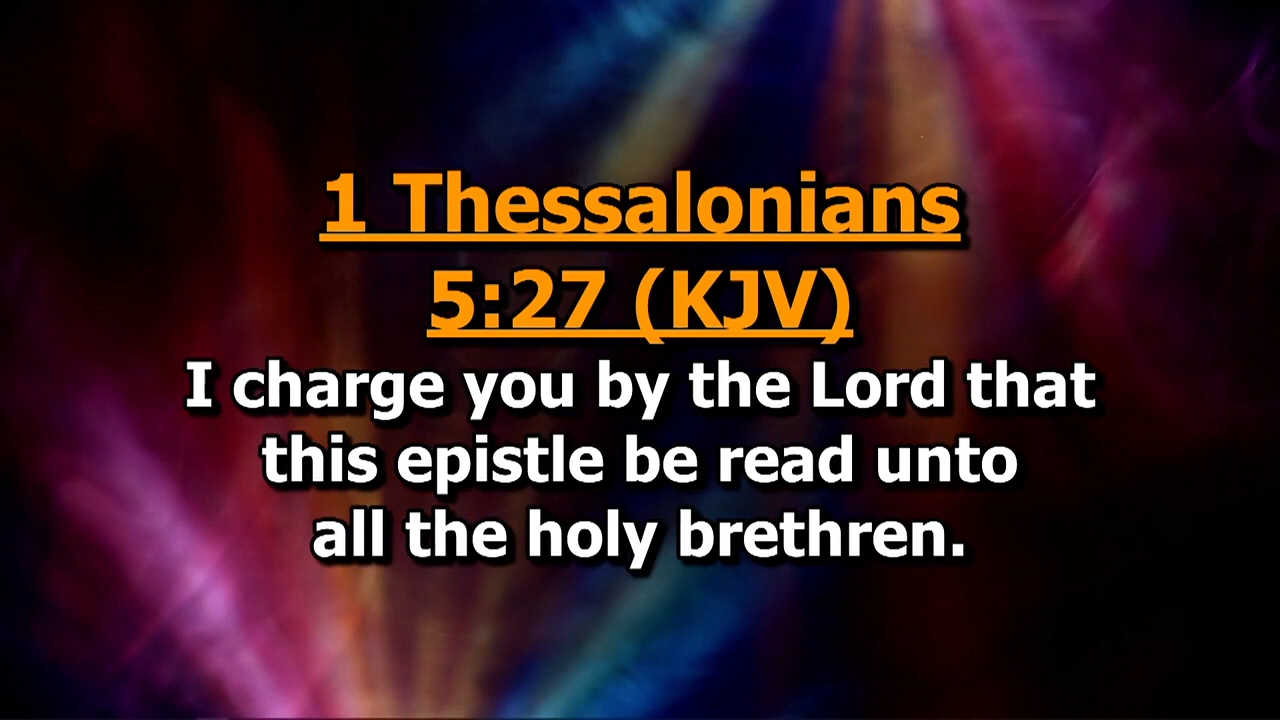 1 Thessalonians
5:27 (KJV)
I charge you by the Lord that
this epistle be read unto
all the holy brethren.